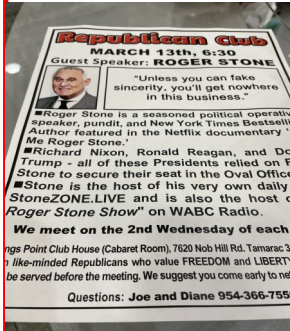 Republican Club
MARCH 13th, 6:30
Guest Speaker: ROGER STONE
"Unless you can fake
sincerity, you'll get nowhere
in this business."
■Roger Stone is a seasoned political operativ
speaker, pundit, and New York Times Bestselli
Author featured in the Netflix documentary '
Me Roger Stone.'
■Richard Nixon, Ronald Reagan, and Do
Trump - all of these Presidents relied on R
Stone to secure their seat in the Oval Office
■Stone is the host of his very own daily
StoneZONE.LIVE and is also the host o
Roger Stone Show" on WABC Radio.
We meet on the 2nd Wednesday of each
ngs Point Club House (Cabaret Room), 7620 Nob Hill Rd. Tamarac 3
like-minded Republicans who value FREEDOM and LIBERT
be served before the meeting. We suggest you come early to ne
Questions: Joe and Diane 954-366-755